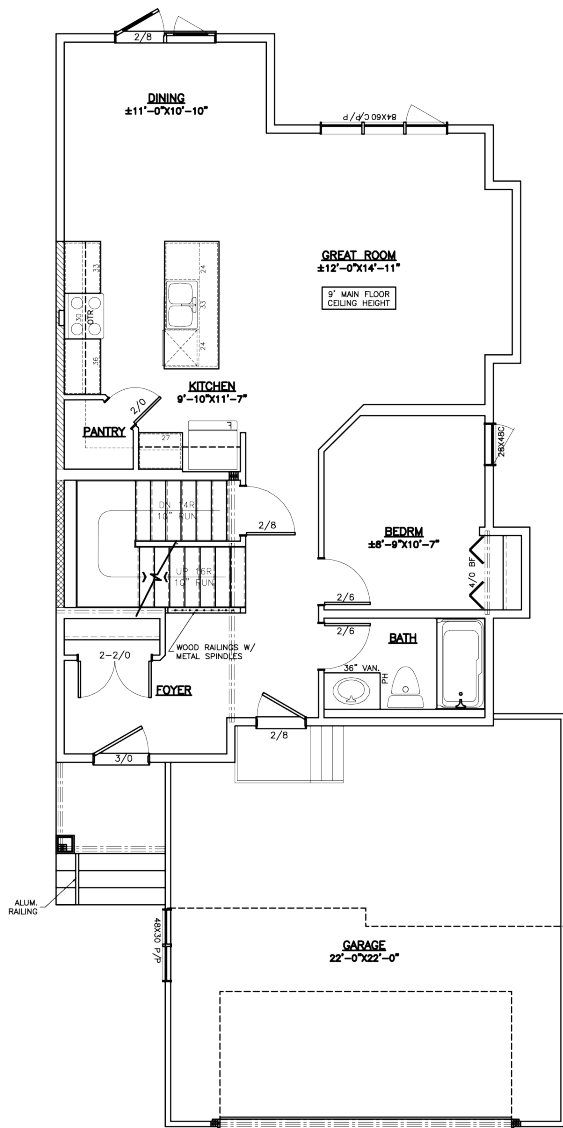 2/8
DINING
±11'-0"X10'-10"
84X60C P/P
GREAT ROOM
±12'-0"X14'-11"
9' MAIN FLOOR
CEILING HEIGHT
33
24
30
OTR
33
36
24
KITCHEN
9'-10"X11'-7"
2/0
PANTRY
F
27
28X48C
DN 14R
10" RUN
2/8
BEDRM
±8'-9"X10'-7"
4/0 BF
UP 16R
10" RUN
2/6
2/6
BATH
WOOD RAILINGS W/
METAL SPINDLES
2-2/0
36" VAN.
PH
FOYER
2/8
3/0
ALUM.
RAILING
48X30 P/P
GARAGE
22'-0"X22'-0"